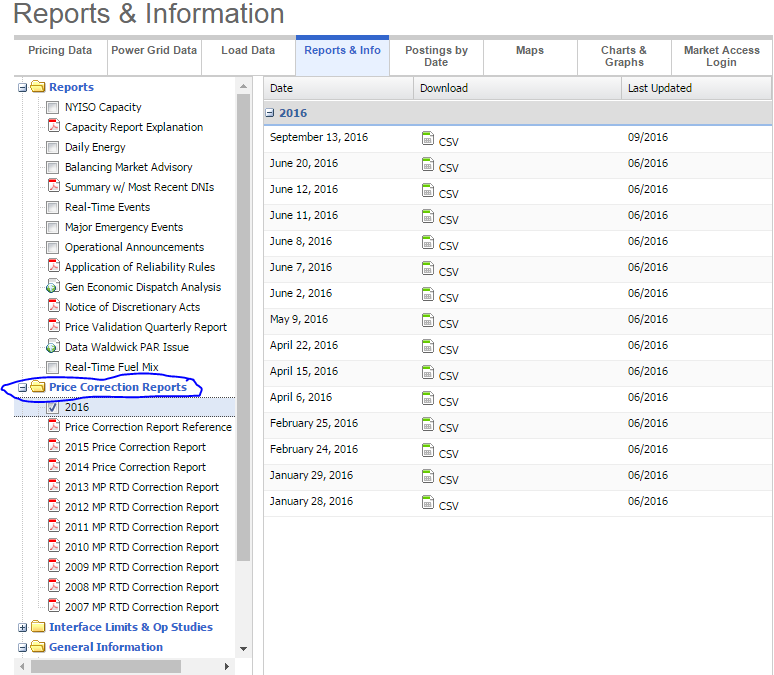 Reports & Information
Pricing Data
Power Grid Data
Load Data
Reports & Info
Postings by
Date
Maps
Charts &
Graphs
Market Access
Login
Reports
NYISO Capacity
Capacity Report Explanation
Daily Energy
Balancing Market Advisory
Summary w/ Most Recent DNIs
Real-Time Events
Major Emergency Events
Operational Announcements
Application of Reliability Rules
Gen Economic Dispatch Analysis
Notice of Discretionary Acts
Price Validation Quarterly Report
Data Waldwick PAR Issue
Real-Time Fuel Mix
Price Correction Reports
2016
Price Correction Report Reference
2015 Price Correction Report
2014 Price Correction Report
2013 MP RTD Correction Report
2012 MP RTD Correction Report
2011 MP RTD Correction Report
2010 MP RTD Correction Report
2009 MP RTD Correction Report
2008 MP RTD Correction Report
2007 MP RTD Correction Report
Interface Limits & Op Studies
General Information
Date Download Last Updated
2016
September 13, 2016 CSV 09/2016
June 20, 2016 CSV 06/2016
June 12, 2016 CSV 06/2016
June 11, 2016 CSV 06/2016
June 8, 2016 CSV 06/2016
June 7, 2016 CSV 06/2016
June 2, 2016 CSV 06/2016
May 9, 2016 CSV 06/2016
April 22, 2016 CSV 06/2016
April 15, 2016 CSV 06/2016
April 6, 2016 CSV 06/2016
February 25, 2016 CSV 06/2016
February 24, 2016 CSV 06/2016
January 29, 2016 CSV 06/2016
January 28, 2016 CSV 06/2016